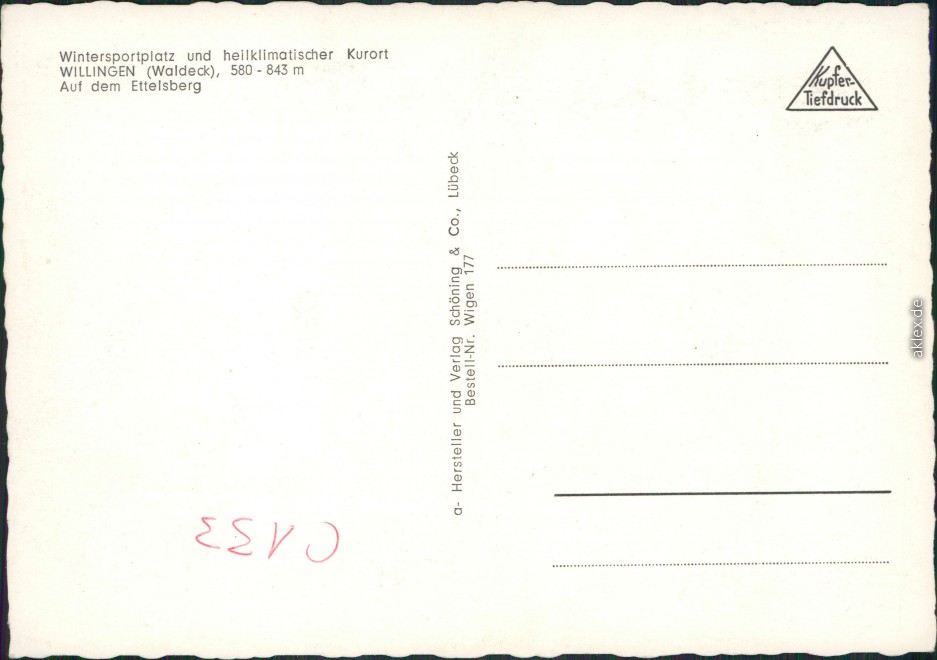 Wintersportplatz und heilklimatischer Kurort
WILLINGEN (Waldeck), 580 - 843 m
Auf dem Ettelsberg
Kupfer-
Tiefdruck
a- Hersteller und Verlag Schöning & Co., Lübeck
Bestell-Nr. Wigen 177
aklex.de